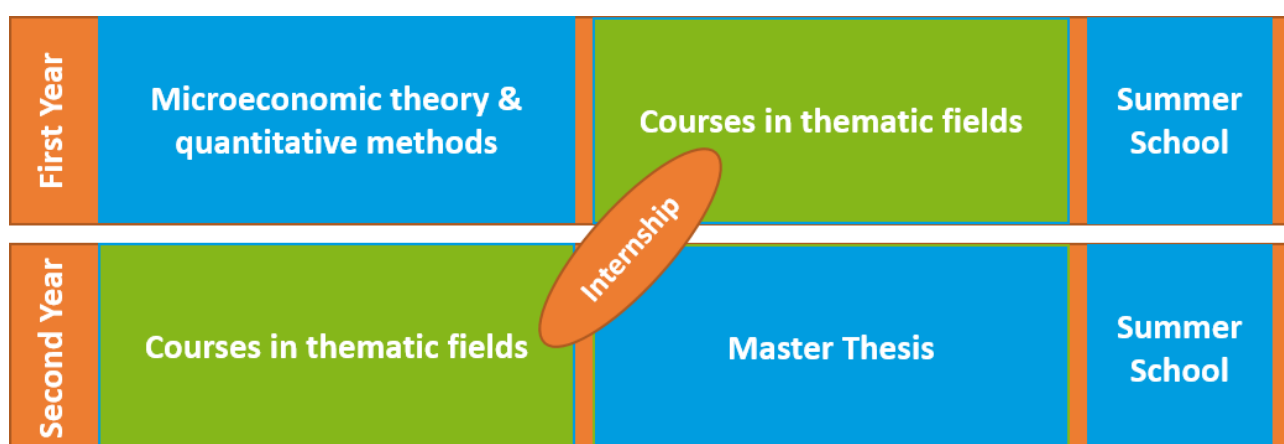 First Year
Microeconomic theory &
quantitative methods
Courses in thematic fields
Summer
School
Internship
Second Year
Courses in thematic fields
Master Thesis
Summer
School